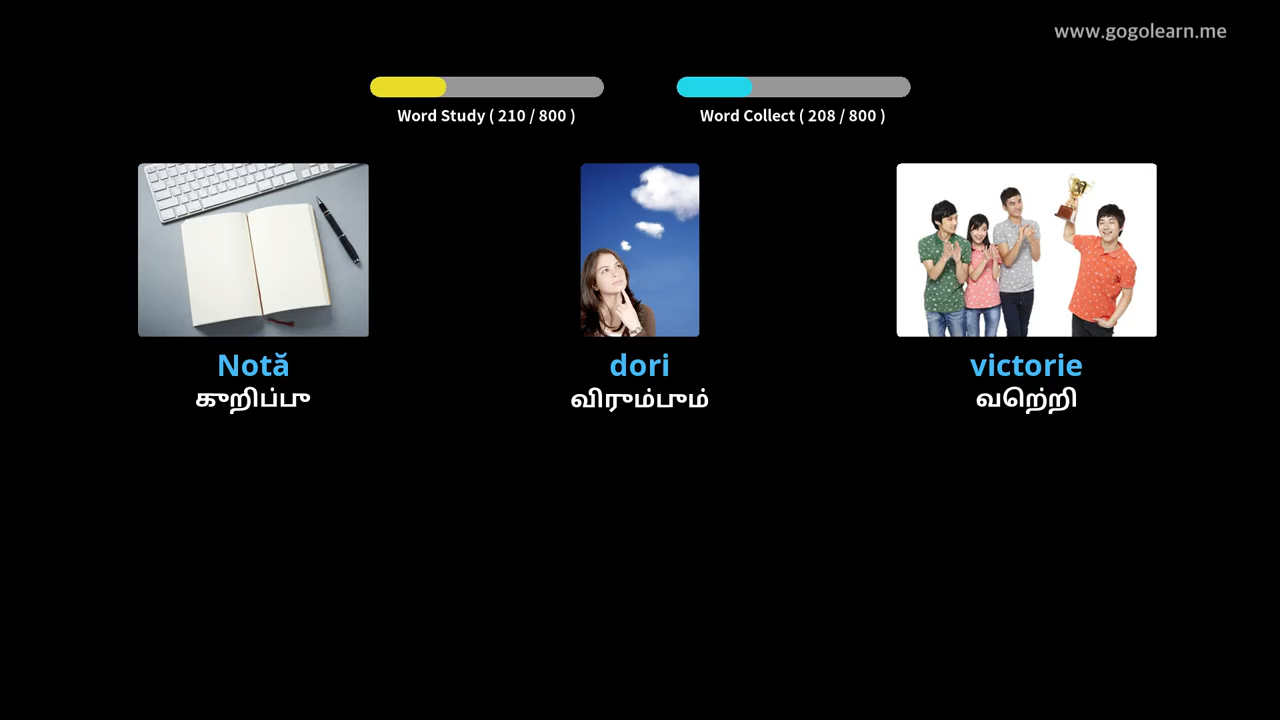 www.gogolearn.me
Word Study ( 210 / 800 )
Word Collect ( 208 / 800 )
Notă
குறிப்பு
dori
விரும்பும்
victorie
வெற்றி